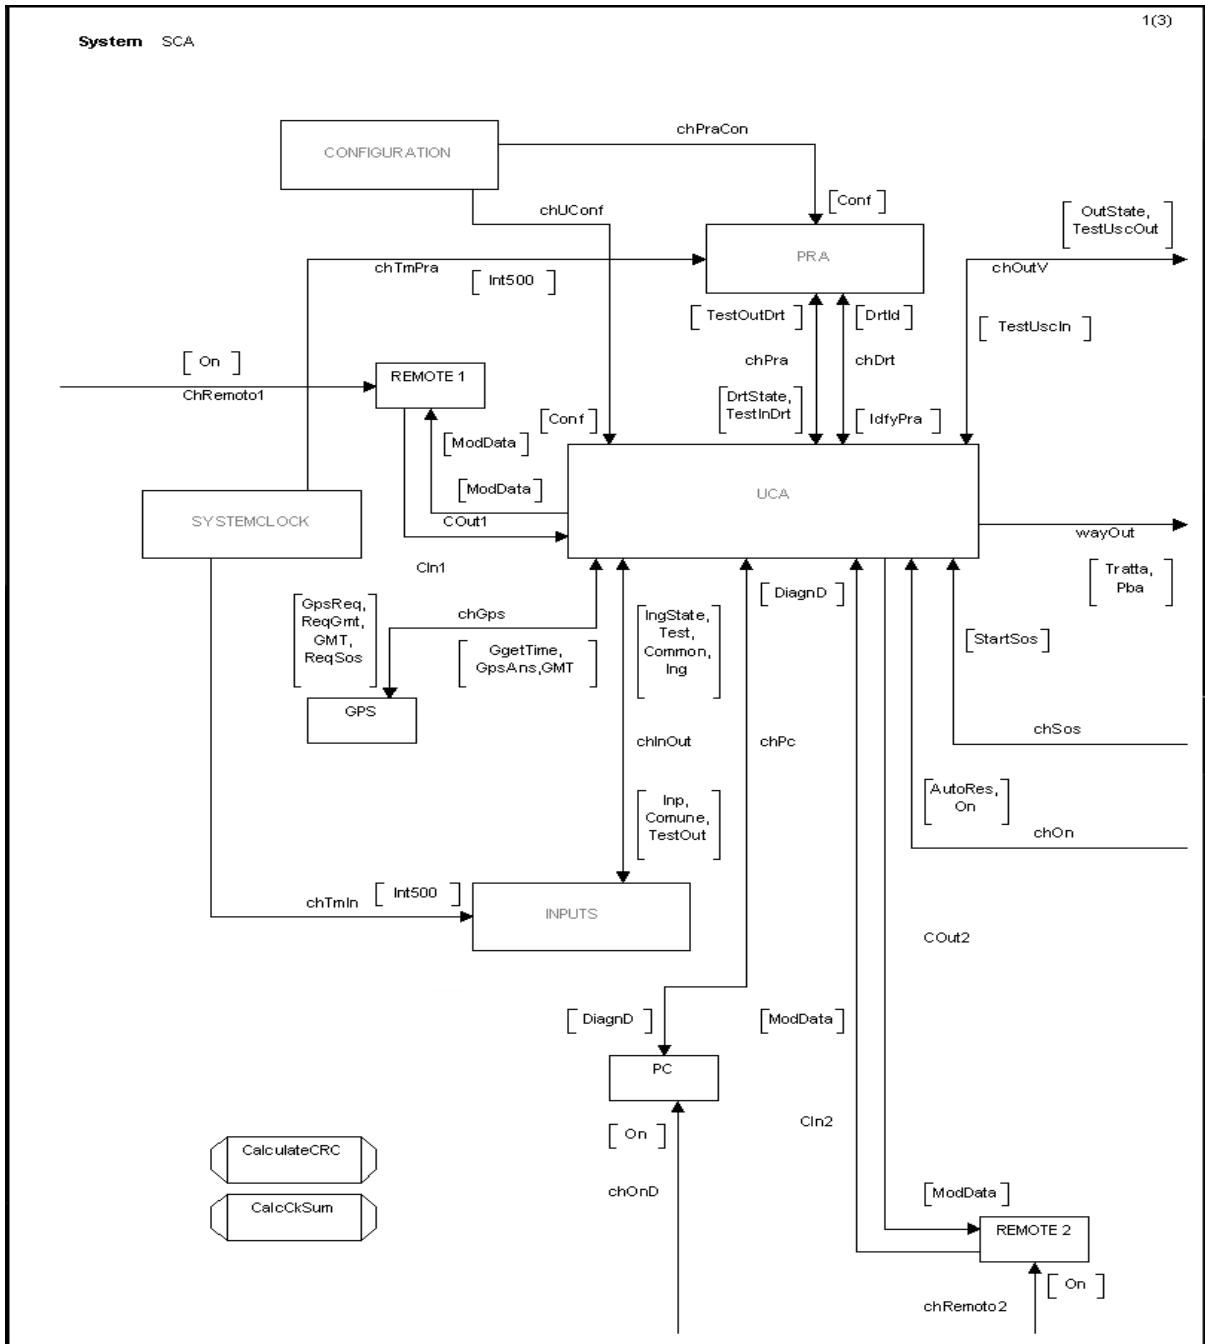 1(3)
System SCA
chPraCon
CONFIGURATION
[ Conf ]
chUConf
[ OutState,
TestUscOut ]
PRA
chTmPra
[ Int500 ]
chOutV
[ TestOutDrt ]
[ DrtId ]
[ TestUscIn ]
[ On ]
chPra
chDrt
REMOTE 1
ChRemoto1
[ DrtState,
TestInDrt ]
[ Conf ]
[ IdfyPra ]
[ ModData ]
[ ModData ]
UCA
SYSTEMCLOCK
COut1
wayOut
CIn1
[ Tratta,
Pba ]
[ DiagnD ]
[ GpsReq,
ReqGmt,
GMT,
ReqSos ]
chGps
[ IngState,
Test,
Common,
Ing ]
[ GgetTime,
GpsAns,GMT ]
[ StartSos ]
GPS
chInOut
chPc
chSos
[ AutoRes,
On ]
[ Inp,
Comune,
TestOut ]
chOn
[ Int500 ]
chTmIn
INPUTS
COut2
[ DiagnD ]
[ ModData ]
PC
CIn2
[ On ]
CalculateCRC
chOnD
[ ModData ]
CalcCkSum
REMOTE 2
[ On ]
chRemoto2